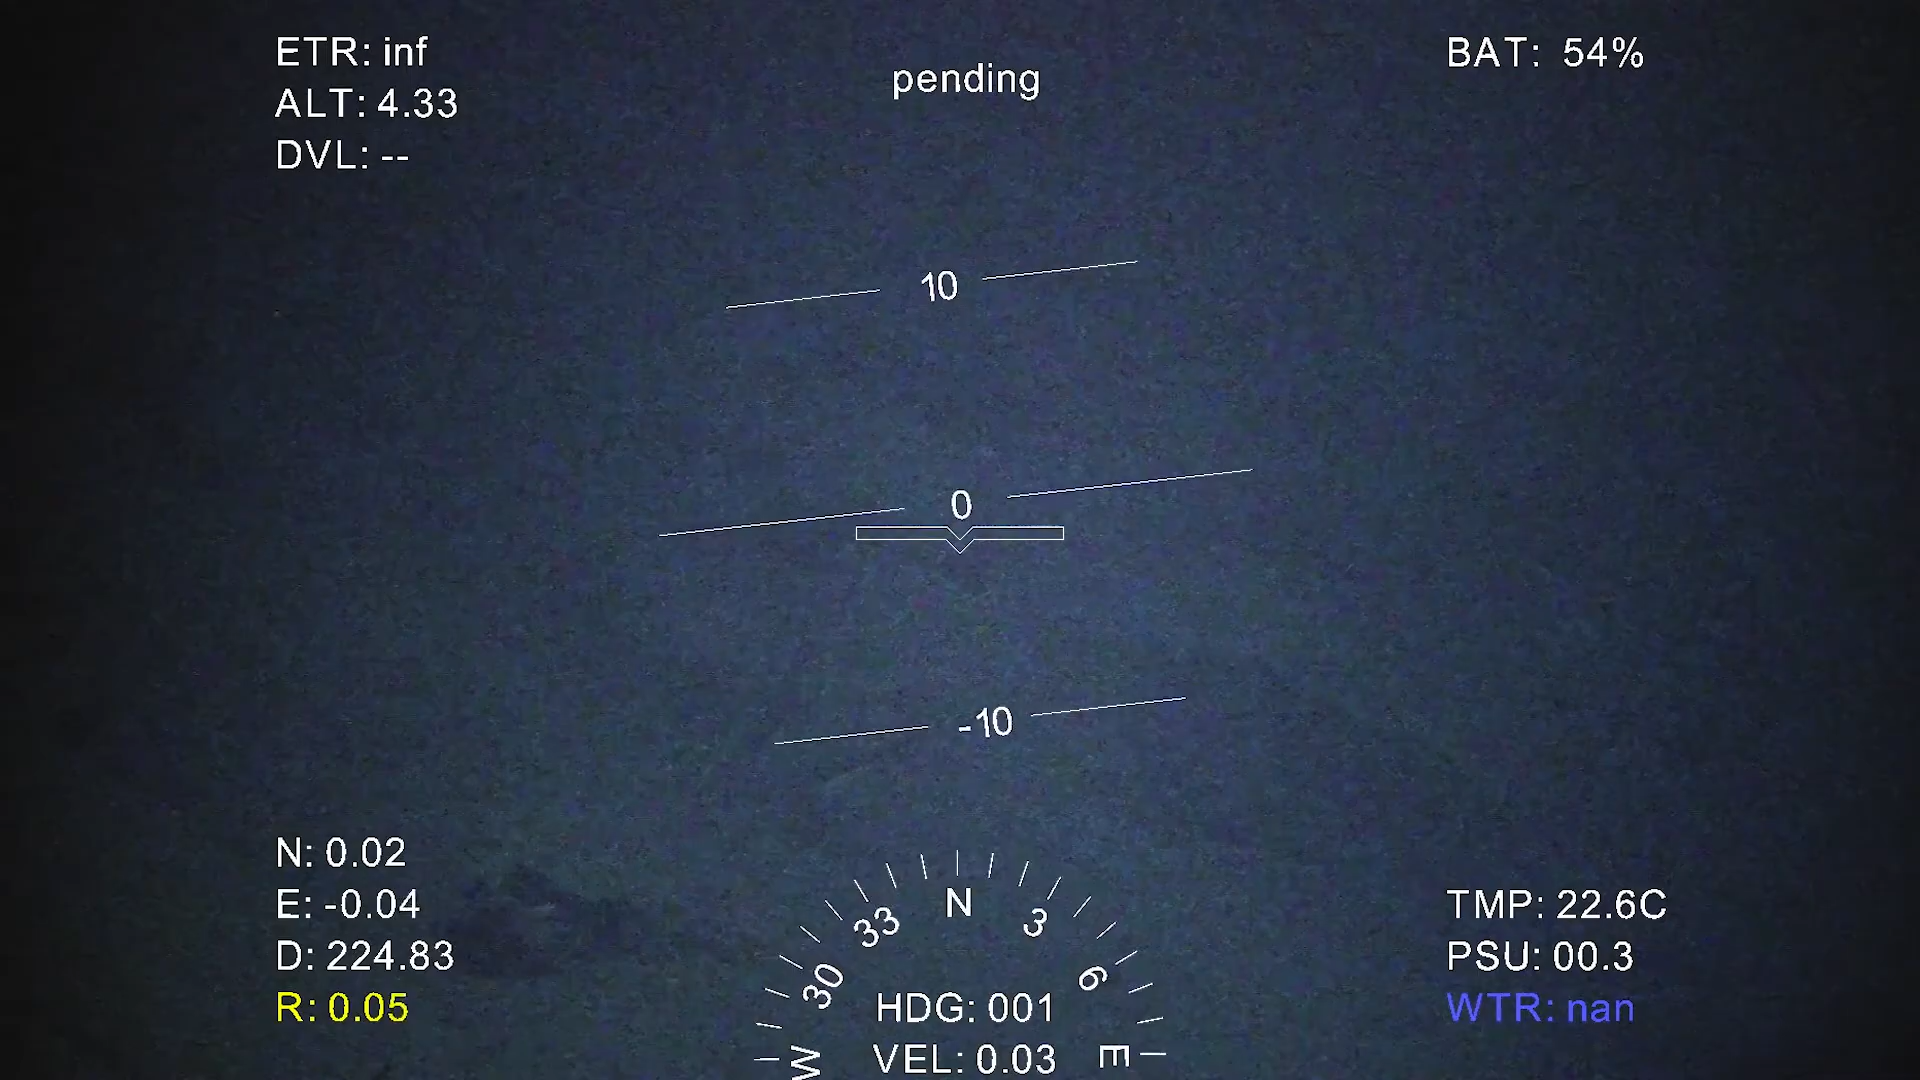 ETR: inf
ALT: 4.33
DVL: --
pending
BAT: 54%
10
0
-10
N: 0.02
E: -0.04
D: 224.83
R: 0.05
33 N 3
30 6
W E
HDG: 001
VEL: 0.03
TMP: 22.6C
PSU: 00.3
WTR: nan